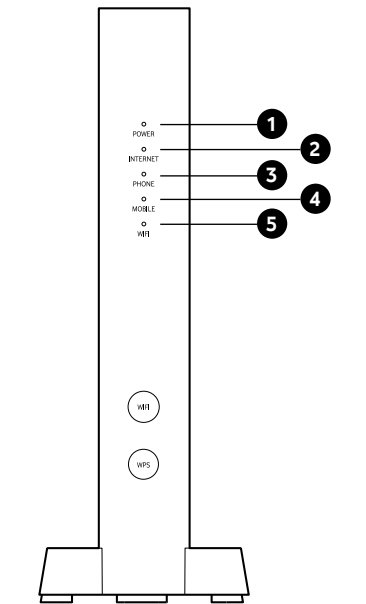 POWER 1
INTERNET 2
PHONE 3
MOBILE 4
WIFI 5
WIFI
WPS